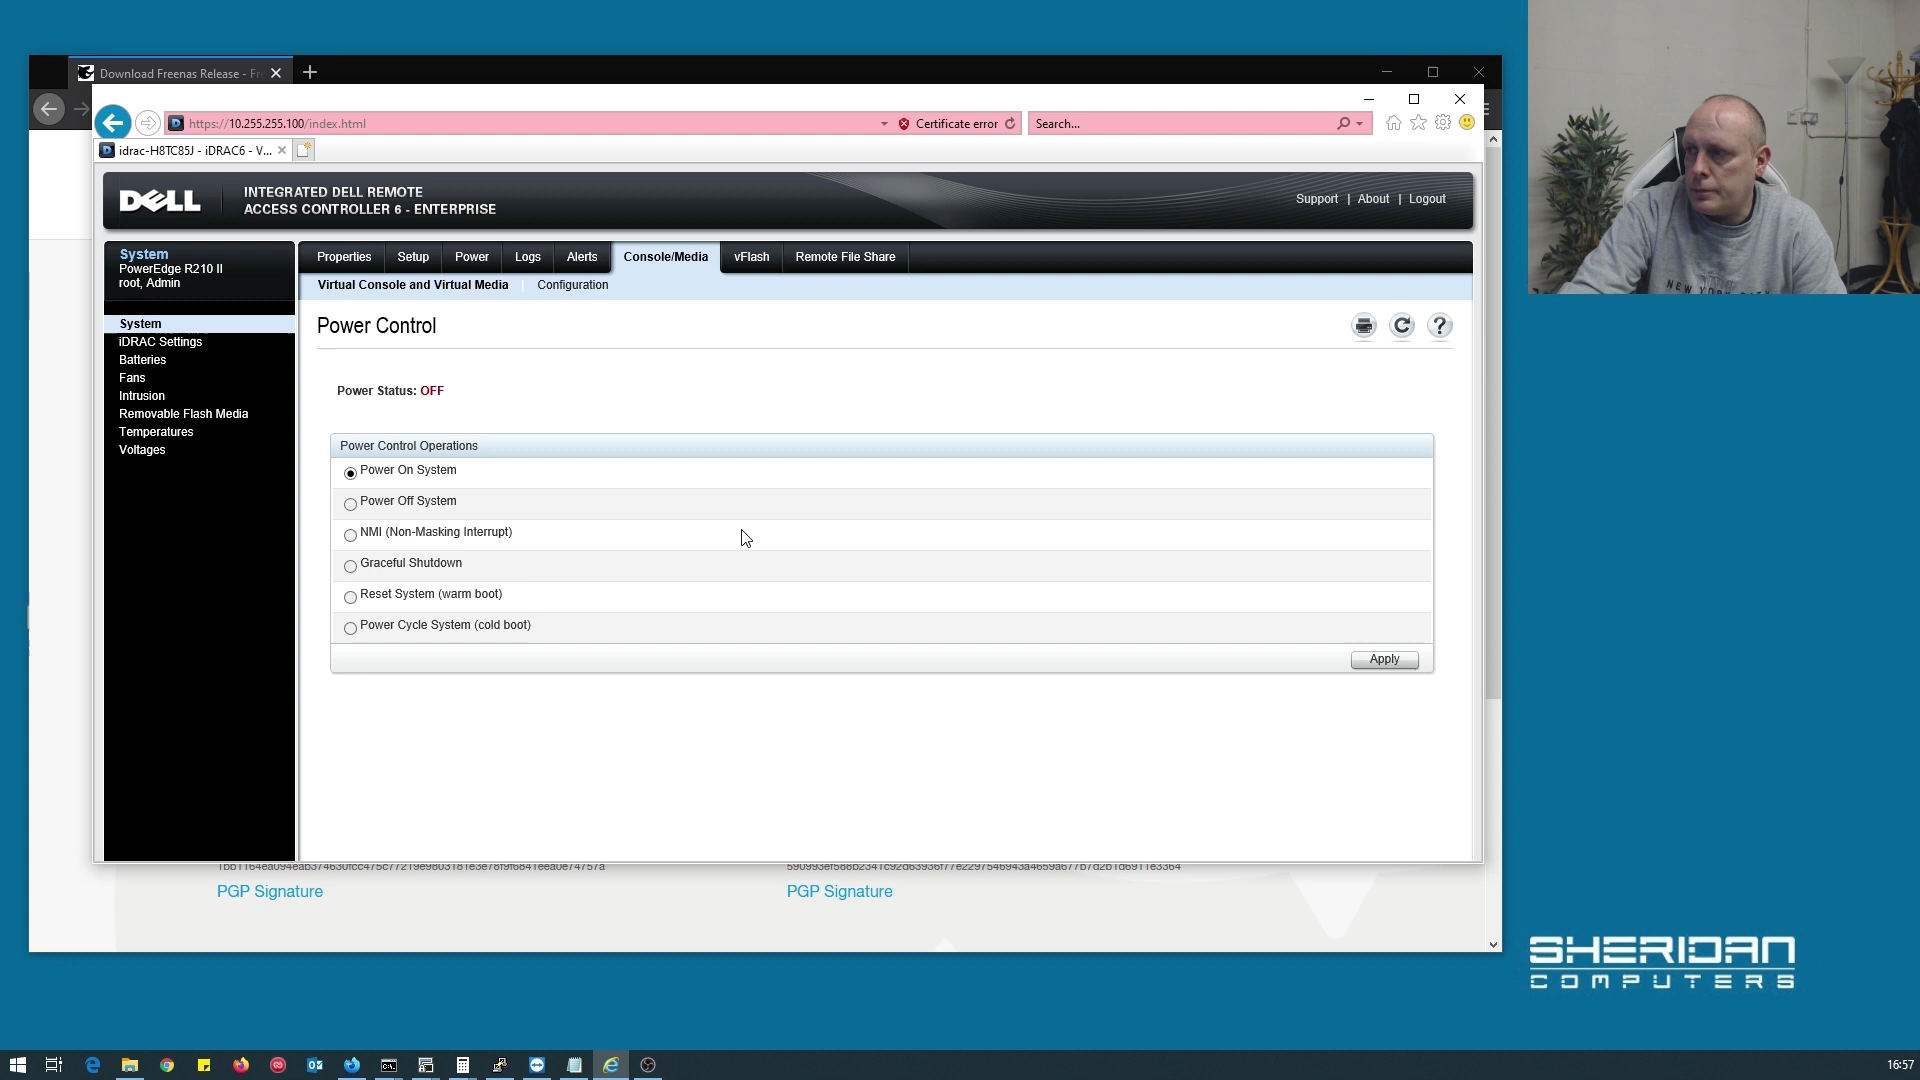 Download Freenas Release - Fre
https://10.255.255.100/index.html
Certificate error
Search...
idrac-H8TC85J - iDRAC6 - V...
DELL
INTEGRATED DELL REMOTE
ACCESS CONTROLLER 6 - ENTERPRISE
Support | About | Logout
System
PowerEdge R210 II
root, Admin
Properties
Setup
Power
Logs
Alerts
Console/Media
vFlash
Remote File Share
Virtual Console and Virtual Media
Configuration
System
iDRAC Settings
Batteries
Fans
Intrusion
Removable Flash Media
Temperatures
Voltages
Power Control
Power Status: OFF
Power Control Operations
Power On System
Power Off System
NMI (Non-Masking Interrupt)
Graceful Shutdown
Reset System (warm boot)
Power Cycle System (cold boot)
Apply
PGP Signature
PGP Signature
NEW YORK CITY
SHERIDAN
COMPUTERS
16:57